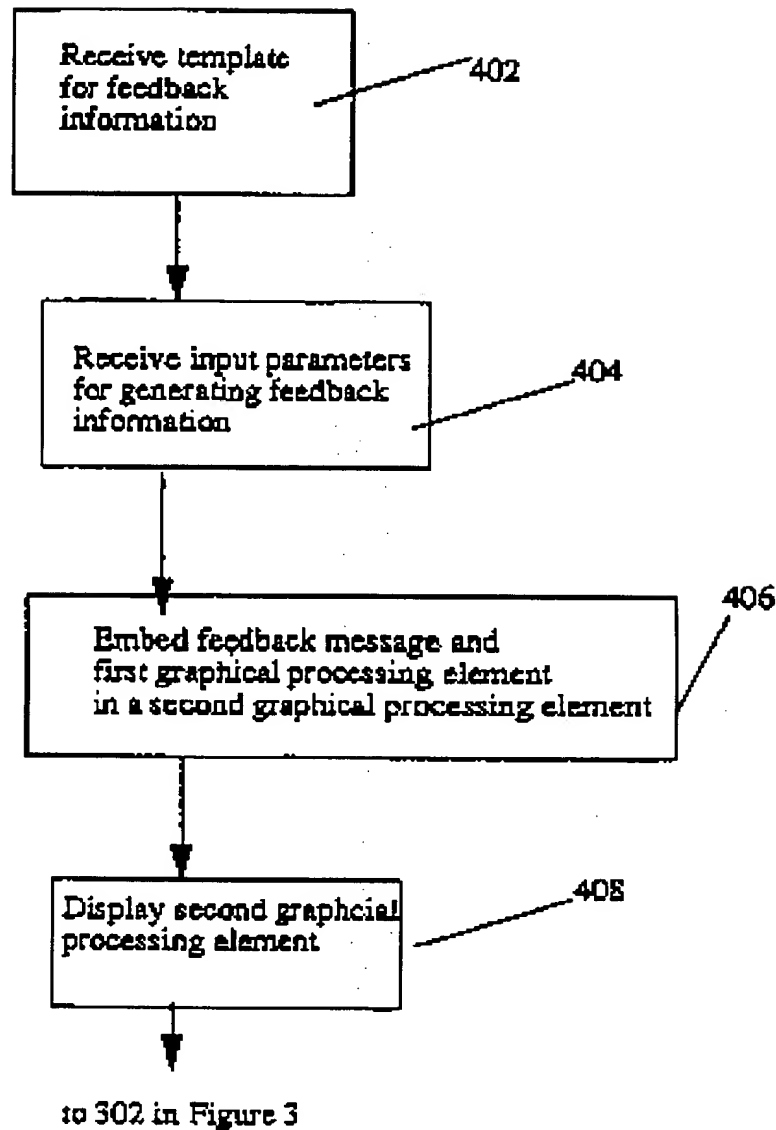 Receive template
for feedback
information
402
Receive input parameters
for generating feedback
information
404
Embed feedback message and
first graphical processing element
in a second graphical processing element
406
Display second graphcial
processing element
408
to 302 in Figure 3